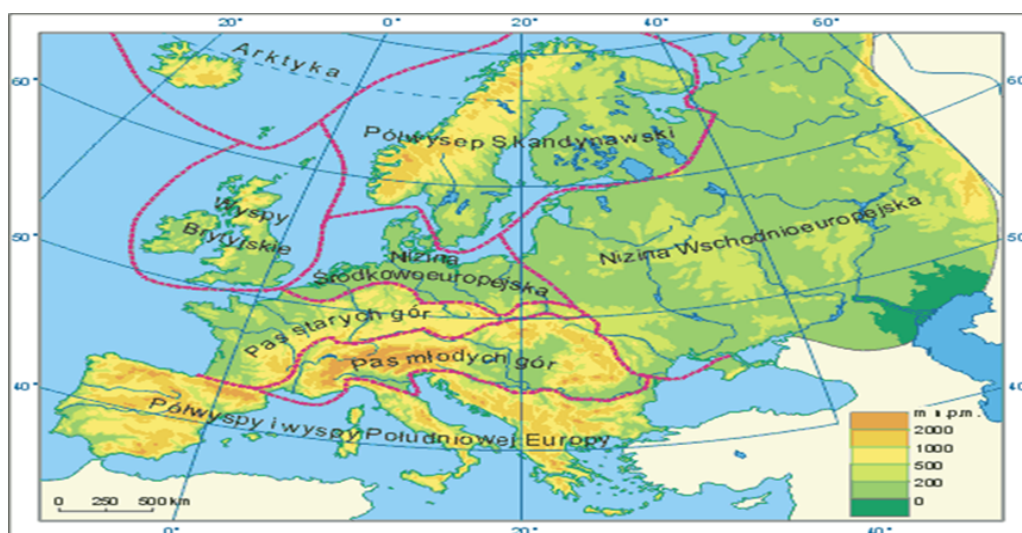 20°
0°
20°
40°
60°
Arktyka
60°
60°
Półwysep Skandynawski
Wyspy
Brytyjskie
50°
50°
Nizina Wschodnioeuropejska
Nizina
Środkowoeuropejska
Pas starych gór
Pas młodych gór
40°
40°
Półwyspy i wyspy Południowej Europy
m n.p.m.
2000
1000
500
200
0
0 250 500 km
0°
20°
40°